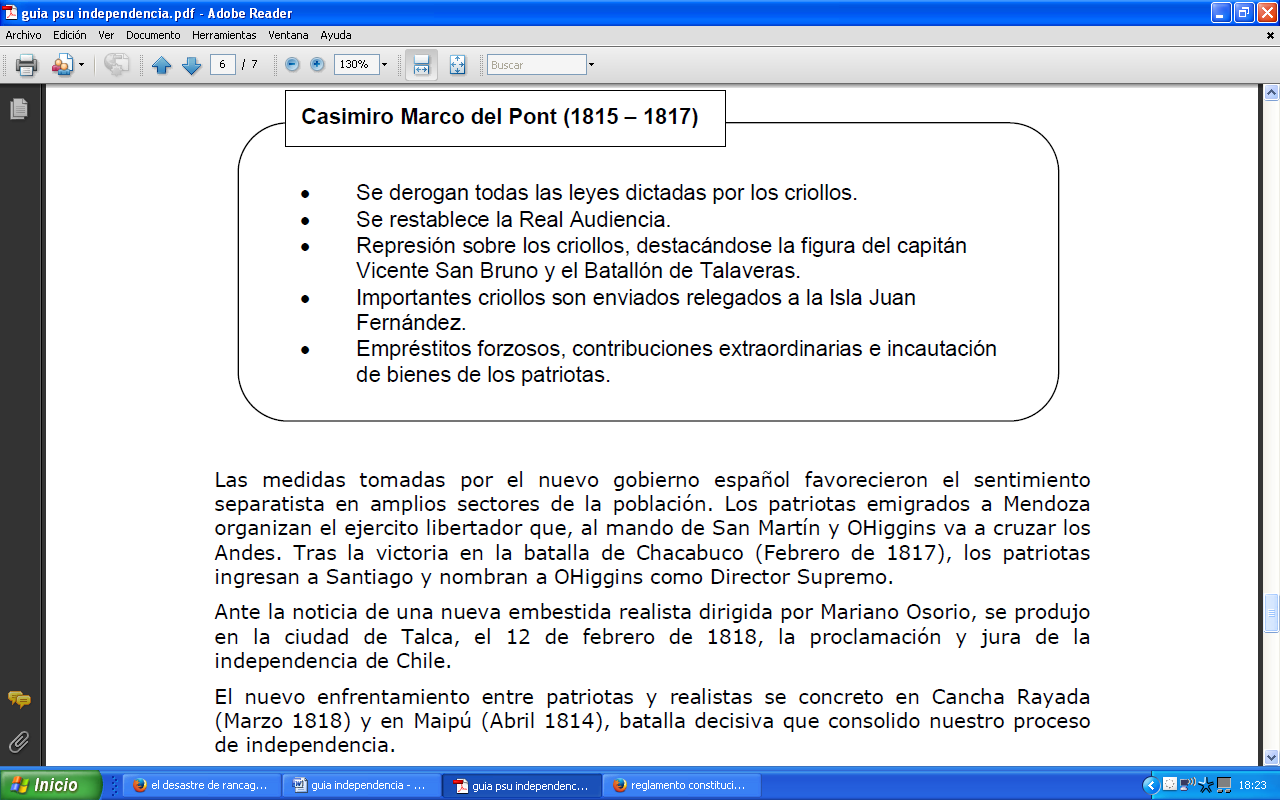 guia psu independencia.pdf - Adobe Reader
Archivo Edición Ver Documento Herramientas Ventana Ayuda
6 / 7 130% Buscar
Casimiro Marco del Pont (1815 – 1817)
• Se derogan todas las leyes dictadas por los criollos.
• Se restablece la Real Audiencia.
• Represión sobre los criollos, destacándose la figura del capitán
Vicente San Bruno y el Batallón de Talaveras.
• Importantes criollos son enviados relegados a la Isla Juan
Fernández.
• Empréstitos forzosos, contribuciones extraordinarias e incautación
de bienes de los patriotas.
Las medidas tomadas por el nuevo gobierno español favorecieron el sentimiento
separatista en amplios sectores de la población. Los patriotas emigrados a Mendoza
organizan el ejercito libertador que, al mando de San Martín y OHiggins va a cruzar los
Andes. Tras la victoria en la batalla de Chacabuco (Febrero de 1817), los patriotas
ingresan a Santiago y nombran a OHiggins como Director Supremo.
Ante la noticia de una nueva embestida realista dirigida por Mariano Osorio, se produjo
en la ciudad de Talca, el 12 de febrero de 1818, la proclamación y jura de la
independencia de Chile.
El nuevo enfrentamiento entre patriotas y realistas se concreto en Cancha Rayada
(Marzo 1818) y en Maipú (Abril 1814), batalla decisiva que consolido nuestro proceso
de independencia.
Inicio el desastre de rancag... guia independencia - ... guia psu independenc... reglamento constituci... 18:23